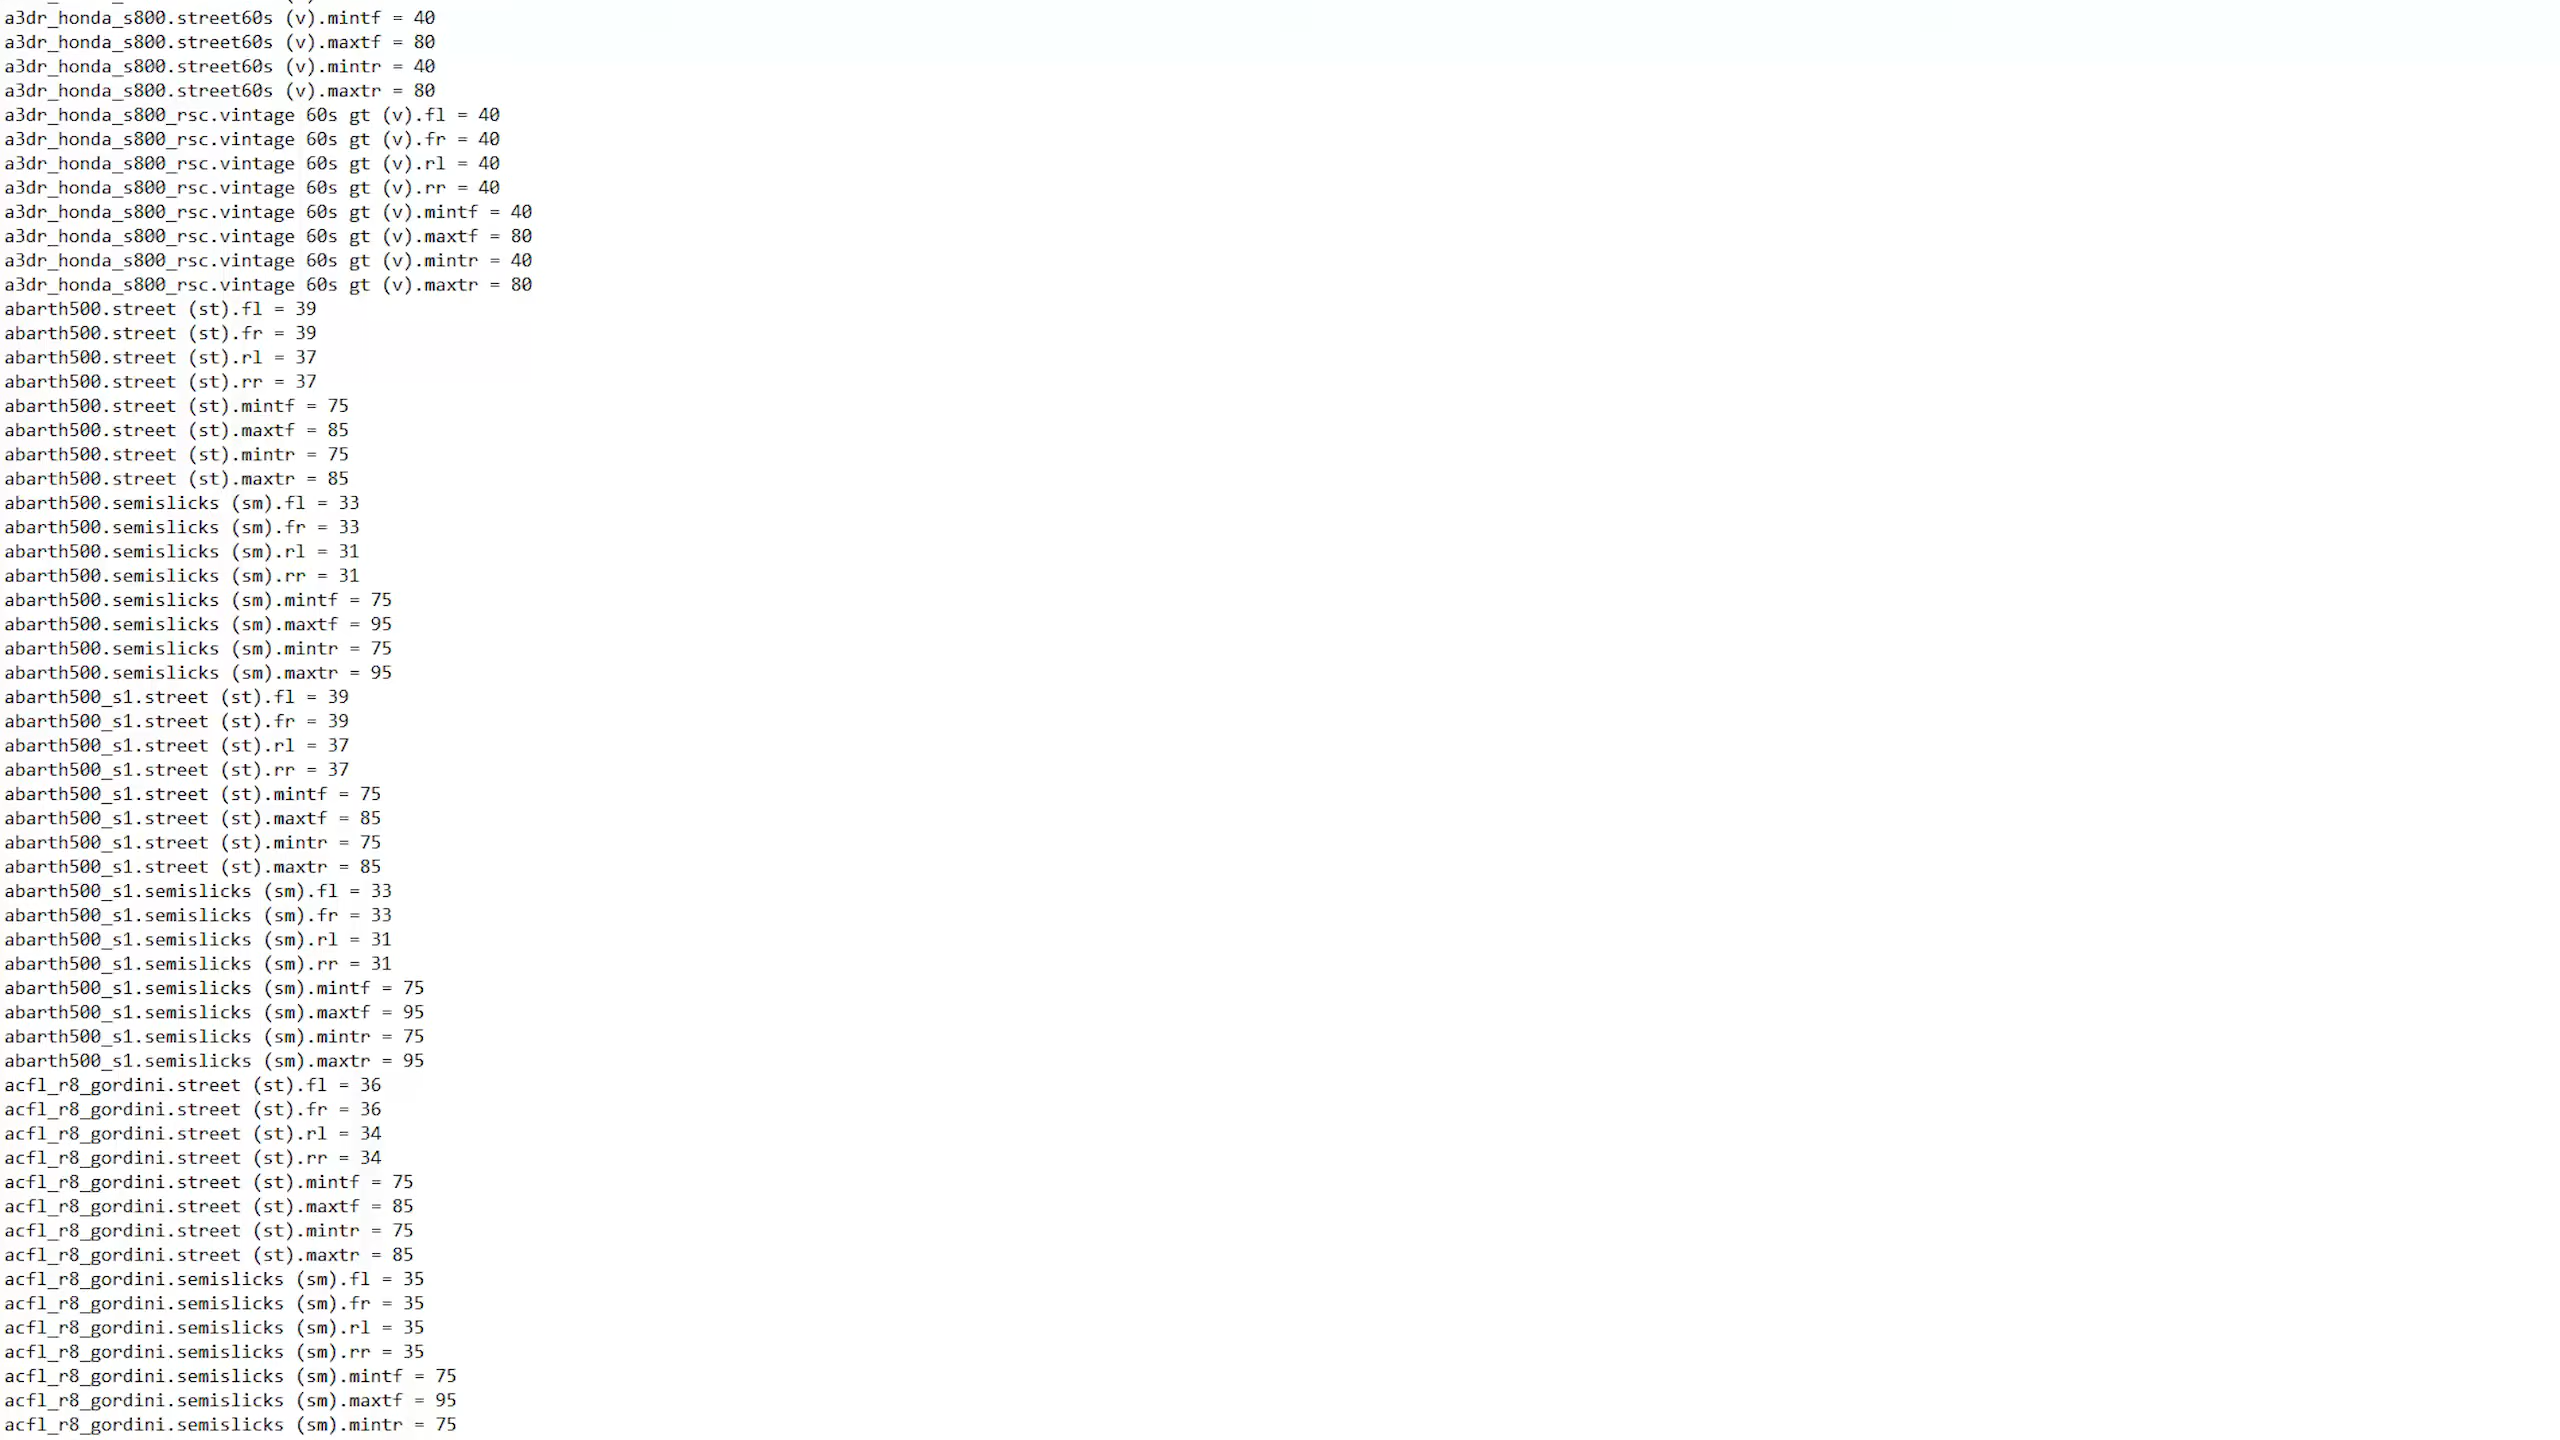 a3dr_honda_s800.street60s (v).mintf = 40
a3dr_honda_s800.street60s (v).maxtf = 80
a3dr_honda_s800.street60s (v).mintr = 40
a3dr_honda_s800.street60s (v).maxtr = 80
a3dr_honda_s800_rsc.vintage 60s gt (v).fl = 40
a3dr_honda_s800_rsc.vintage 60s gt (v).fr = 40
a3dr_honda_s800_rsc.vintage 60s gt (v).rl = 40
a3dr_honda_s800_rsc.vintage 60s gt (v).rr = 40
a3dr_honda_s800_rsc.vintage 60s gt (v).mintf = 40
a3dr_honda_s800_rsc.vintage 60s gt (v).maxtf = 80
a3dr_honda_s800_rsc.vintage 60s gt (v).mintr = 40
a3dr_honda_s800_rsc.vintage 60s gt (v).maxtr = 80
abarth500.street (st).fl = 39
abarth500.street (st).fr = 39
abarth500.street (st).rl = 37
abarth500.street (st).rr = 37
abarth500.street (st).mintf = 75
abarth500.street (st).maxtf = 85
abarth500.street (st).mintr = 75
abarth500.street (st).maxtr = 85
abarth500.semislicks (sm).fl = 33
abarth500.semislicks (sm).fr = 33
abarth500.semislicks (sm).rl = 31
abarth500.semislicks (sm).rr = 31
abarth500.semislicks (sm).mintf = 75
abarth500.semislicks (sm).maxtf = 95
abarth500.semislicks (sm).mintr = 75
abarth500.semislicks (sm).maxtr = 95
abarth500_s1.street (st).fl = 39
abarth500_s1.street (st).fr = 39
abarth500_s1.street (st).rl = 37
abarth500_s1.street (st).rr = 37
abarth500_s1.street (st).mintf = 75
abarth500_s1.street (st).maxtf = 85
abarth500_s1.street (st).mintr = 75
abarth500_s1.street (st).maxtr = 85
abarth500_s1.semislicks (sm).fl = 33
abarth500_s1.semislicks (sm).fr = 33
abarth500_s1.semislicks (sm).rl = 31
abarth500_s1.semislicks (sm).rr = 31
abarth500_s1.semislicks (sm).mintf = 75
abarth500_s1.semislicks (sm).maxtf = 95
abarth500_s1.semislicks (sm).mintr = 75
abarth500_s1.semislicks (sm).maxtr = 95
acfl_r8_gordini.street (st).fl = 36
acfl_r8_gordini.street (st).fr = 36
acfl_r8_gordini.street (st).rl = 34
acfl_r8_gordini.street (st).rr = 34
acfl_r8_gordini.street (st).mintf = 75
acfl_r8_gordini.street (st).maxtf = 85
acfl_r8_gordini.street (st).mintr = 75
acfl_r8_gordini.street (st).maxtr = 85
acfl_r8_gordini.semislicks (sm).fl = 35
acfl_r8_gordini.semislicks (sm).fr = 35
acfl_r8_gordini.semislicks (sm).rl = 35
acfl_r8_gordini.semislicks (sm).rr = 35
acfl_r8_gordini.semislicks (sm).mintf = 75
acfl_r8_gordini.semislicks (sm).maxtf = 95
acfl_r8_gordini.semislicks (sm).mintr = 75